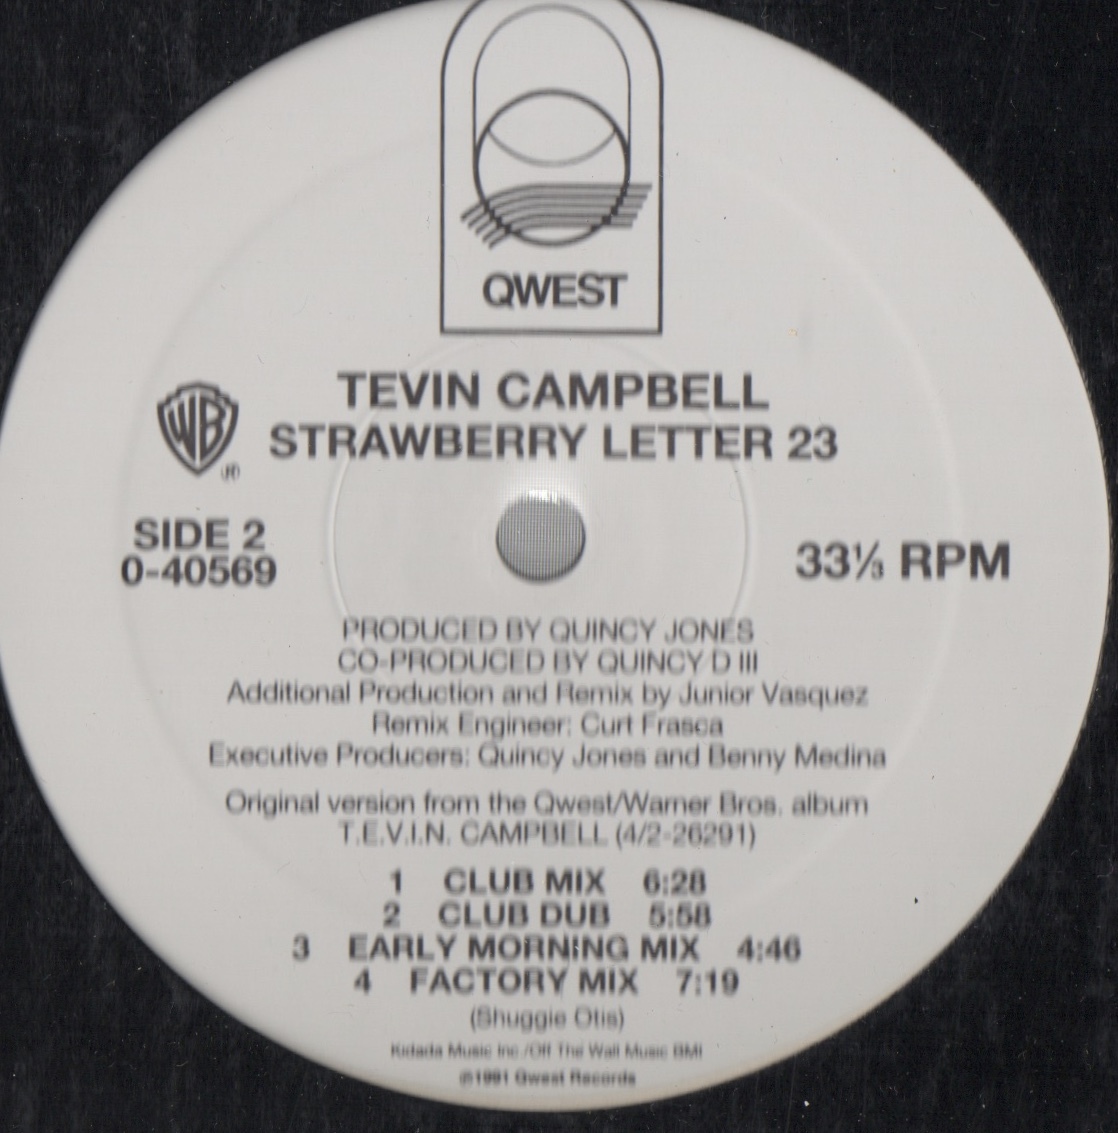 QWEST
TEVIN CAMPBELL
STRAWBERRY LETTER 23
WB
®
SIDE 2
0-40569
33⅓ RPM
PRODUCED BY QUINCY JONES
CO-PRODUCED BY QUINCY D III
Additional Production and Remix by Junior Vasquez
Remix Engineer: Curt Frasca
Executive Producers: Quincy Jones and Benny Medina
Original version from the Qwest/Warner Bros. album
T.E.V.I.N. CAMPBELL (4/2-26291)
1 CLUB MIX 6:28
2 CLUB DUB 5:58
3 EARLY MORNING MIX 4:46
4 FACTORY MIX 7:19
(Shuggie Otis)
Kidada Music Inc./Off The Wall Music BMI
℗1991 Qwest Records